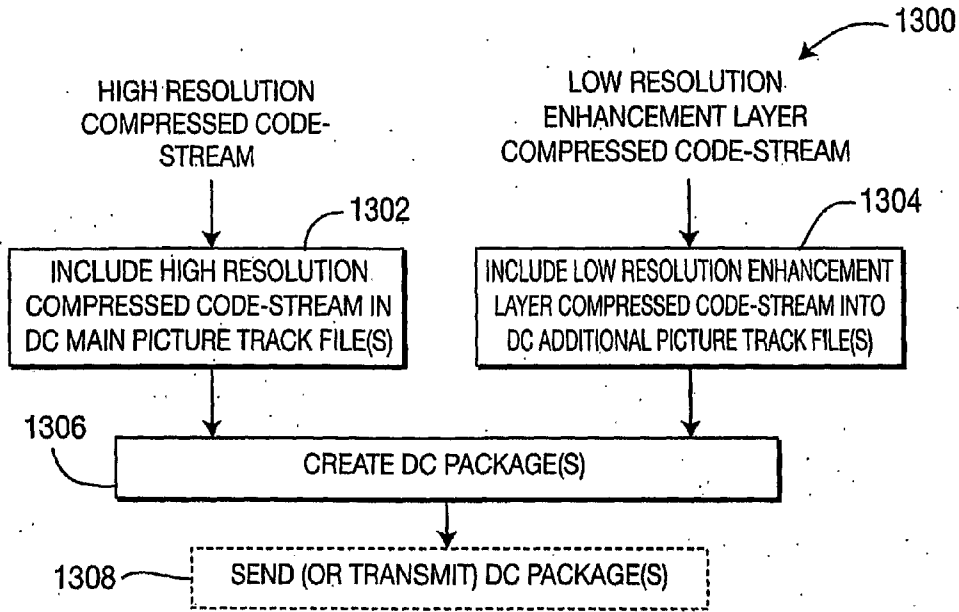 1300
HIGH RESOLUTION
COMPRESSED CODE-
STREAM
LOW RESOLUTION
ENHANCEMENT LAYER
COMPRESSED CODE-STREAM
1302
INCLUDE HIGH RESOLUTION
COMPRESSED CODE-STREAM IN
DC MAIN PICTURE TRACK FILE(S)
1304
INCLUDE LOW RESOLUTION ENHANCEMENT
LAYER COMPRESSED CODE-STREAM INTO
DC ADDITIONAL PICTURE TRACK FILE(S)
1306
CREATE DC PACKAGE(S)
1308
SEND (OR TRANSMIT) DC PACKAGE(S)